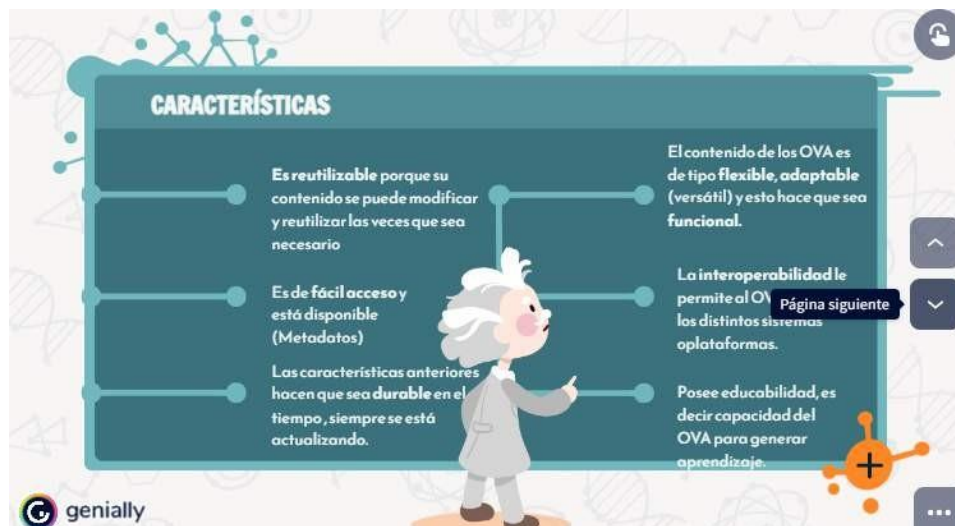 CARACTERÍSTICAS
Es reutilizable porque su
contenido se puede modificar
y reutilizar las veces que sea
necesario
Es de fácil acceso y
está disponible
(Metadatos)
Las características anteriores
hacen que sea durable en el
tiempo, siempre se está
actualizando.
El contenido de los OVA es
de tipo flexible, adaptable
(versátil) y esto hace que sea
funcional.
La interoperabilidad le
permite al
los distintos sistemas
oplataformas.
Posee educabilidad, es
decir capacidad del
OVA para generar
aprendizaje.
Página siguiente
genially